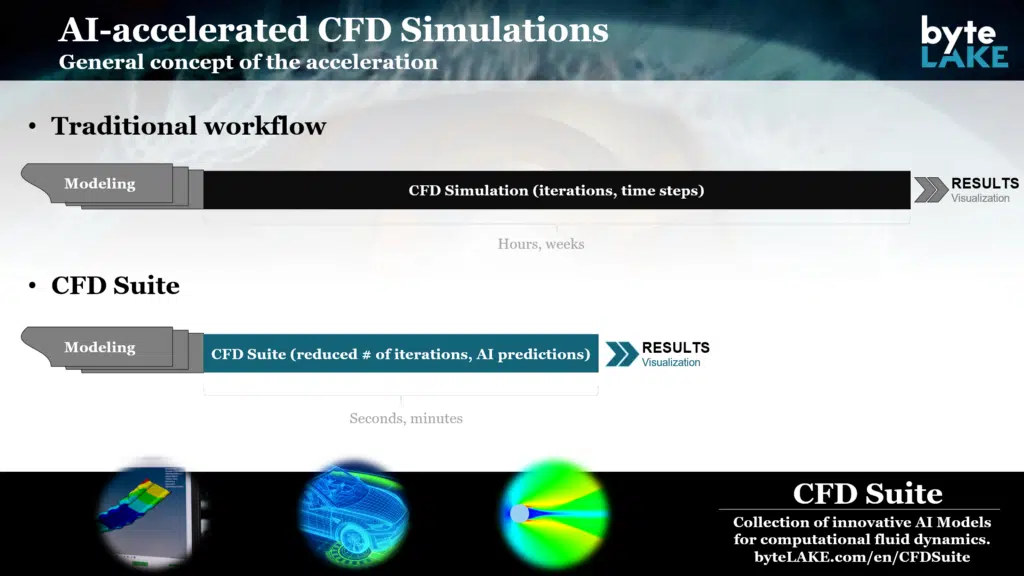 AI-accelerated CFD Simulations
General concept of the acceleration
byte
LAKE
• Traditional workflow
Modeling
CFD Simulation (iterations, time steps)
RESULTS
Visualization
Hours, weeks
• CFD Suite
Modeling
CFD Suite (reduced # of iterations, AI predictions)
RESULTS
Visualization
Seconds, minutes
CFD Suite
Collection of innovative AI Models
for computational fluid dynamics.
byteLAKE.com/en/CFDSuite